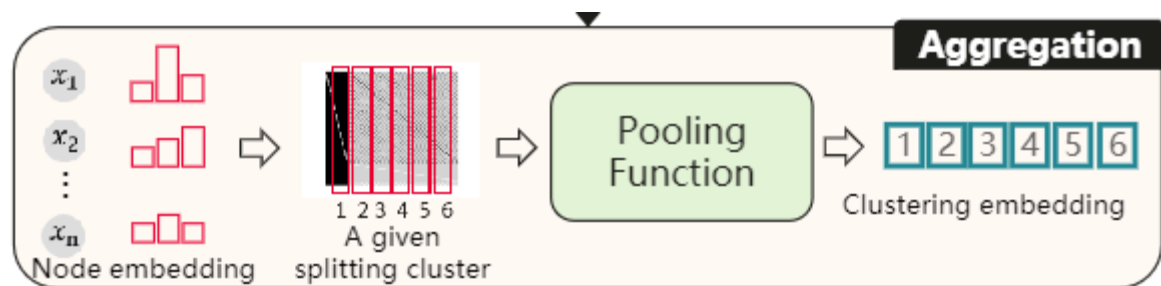 Aggregation
x1
x2
⋮
xn
Node embedding
1 2 3 4 5 6
A given
splitting cluster
Pooling
Function
1 2 3 4 5 6
Clustering embedding